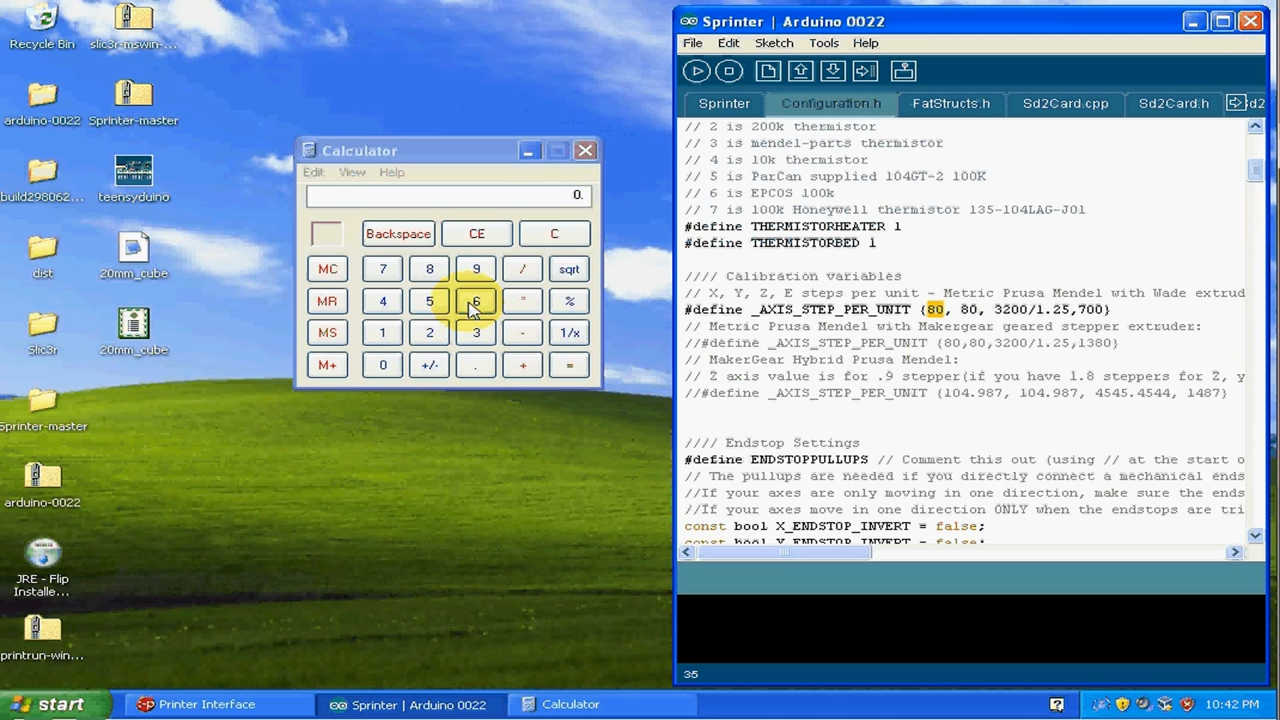 Recycle Bin
slic3r-mswin-...
arduino-0022
Sprinter-master
build298062...
teensyduino
dist
20mm_cube
Slic3r
20mm_cube
Sprinter-master
arduino-0022
JRE - Flip
Installe...
printrun-win...
Calculator
Edit View Help
0.
Backspace CE C
MC 7 8 9 / sqrt
MR 4 5 6 * %
MS 1 2 3 - 1/x
M+ 0 +/- . + =
Sprinter | Arduino 0022
File Edit Sketch Tools Help
Sprinter Configuration.h FatStructs.h Sd2Card.cpp Sd2Card.h
// 2 is 200k thermistor
// 3 is mendel-parts thermistor
// 4 is 10k thermistor
// 5 is ParCan supplied 104GT-2 100K
// 6 is EPCOS 100k
// 7 is 100k Honeywell thermistor 135-104LAG-J01
#define THERMISTORHEATER 1
#define THERMISTORBED 1
//// Calibration variables
// X, Y, Z, E steps per unit - Metric Prusa Mendel with Wade extrud
#define _AXIS_STEP_PER_UNIT {80, 80, 3200/1.25,700}
// Metric Prusa Mendel with Makergear geared stepper extruder:
//#define _AXIS_STEP_PER_UNIT {80,80,3200/1.25,1380}
// MakerGear Hybrid Prusa Mendel:
// Z axis value is for .9 stepper(if you have 1.8 steppers for Z, y
//#define _AXIS_STEP_PER_UNIT {104.987, 104.987, 4545.4544, 1487}
//// Endstop Settings
#define ENDSTOPPULLUPS // Comment this out (using // at the start o
// The pullups are needed if you directly connect a mechanical ends
//If your axes are only moving in one direction, make sure the ends
//If your axes move in one direction ONLY when the endstops are tri
const bool X_ENDSTOP_INVERT = false;
const bool Y_ENDSTOP_INVERT = false;
35
start
Printer Interface
Sprinter | Arduino 0022
Calculator
10:42 PM